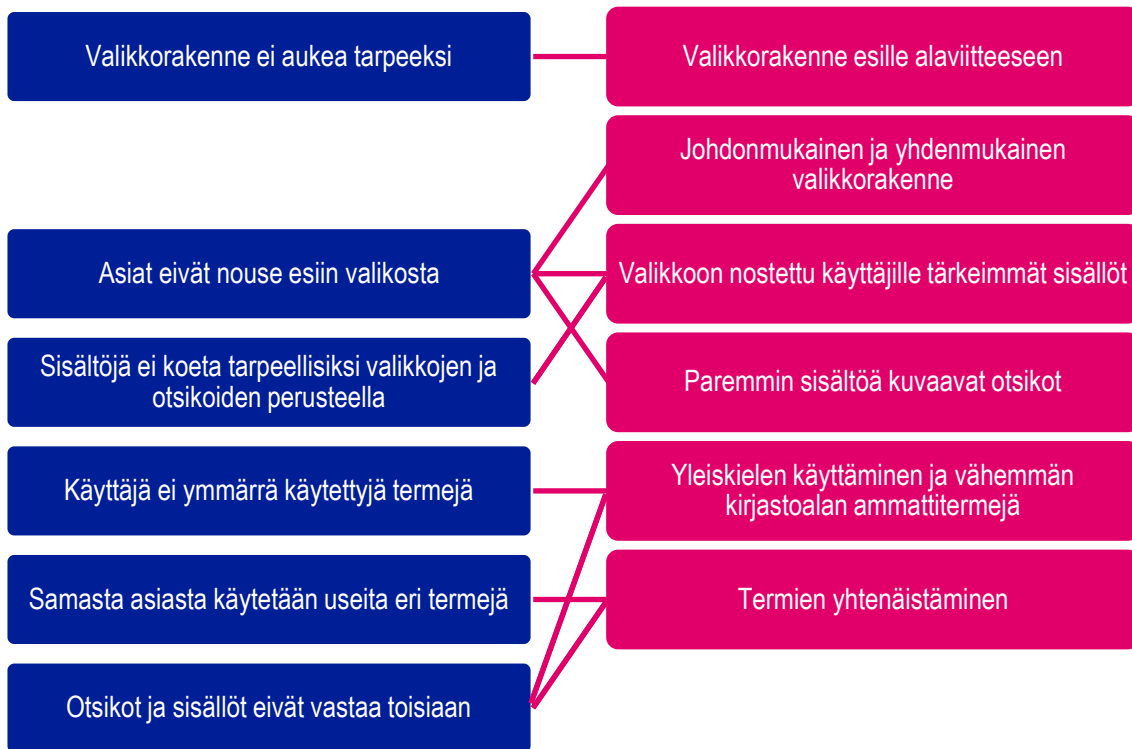 Valikkorakenne ei aukea tarpeeksi
Valikkorakenne esille alaviitteeseen
Johdonmukainen ja yhdenmukainen
valikkorakenne
Asiat eivät nouse esiin valikosta
Valikkoon nostettu käyttäjille tärkeimmät sisällöt
Sisältöjä ei koeta tarpeellisiksi valikkojen ja
otsikoiden perusteella
Paremmin sisältöä kuvaavat otsikot
Käyttäjä ei ymmärrä käytettyjä termejä
Yleiskielen käyttäminen ja vähemmän
kirjastoalan ammattitermejä
Samasta asiasta käytetään useita eri termejä
Termien yhtenäistäminen
Otsikot ja sisällöt eivät vastaa toisiaan